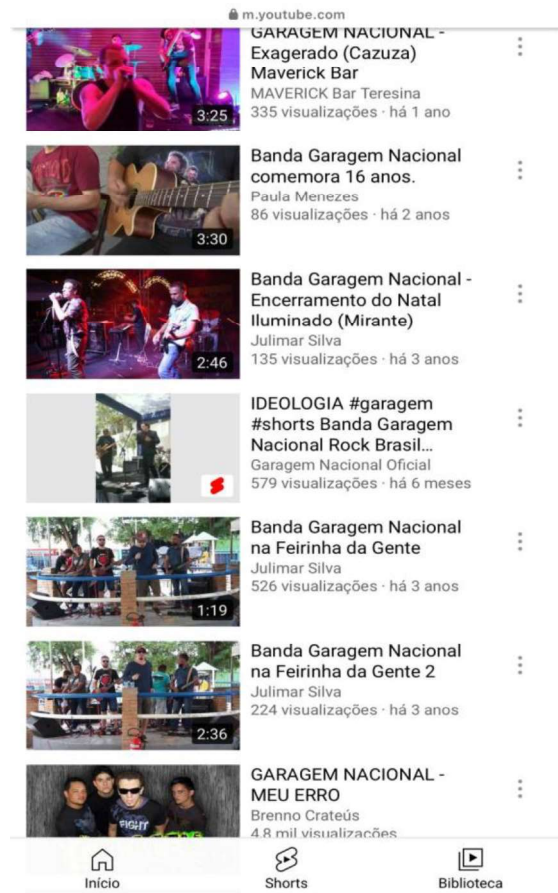 m.youtube.com
GARAGEM NACIONAL -
Exagerado (Cazuza)
Maverick Bar
MAVERICK Bar Teresina
335 visualizações · há 1 ano
3:25
Banda Garagem Nacional
comemora 16 anos.
Paula Menezes
86 visualizações · há 2 anos
3:30
Banda Garagem Nacional -
Encerramento do Natal
Iluminado (Mirante)
Julimar Silva
135 visualizações · há 3 anos
2:46
IDEOLOGIA #garagem
#shorts Banda Garagem
Nacional Rock Brasil...
Garagem Nacional Oficial
579 visualizações · há 6 meses
Banda Garagem Nacional
na Feirinha da Gente
Julimar Silva
526 visualizações · há 3 anos
1:19
Banda Garagem Nacional
na Feirinha da Gente 2
Julimar Silva
224 visualizações · há 3 anos
2:36
GARAGEM NACIONAL -
MEU ERRO
Brenno Crateús
4,8 mil visualizações
FIGHT
Início
Shorts
Biblioteca